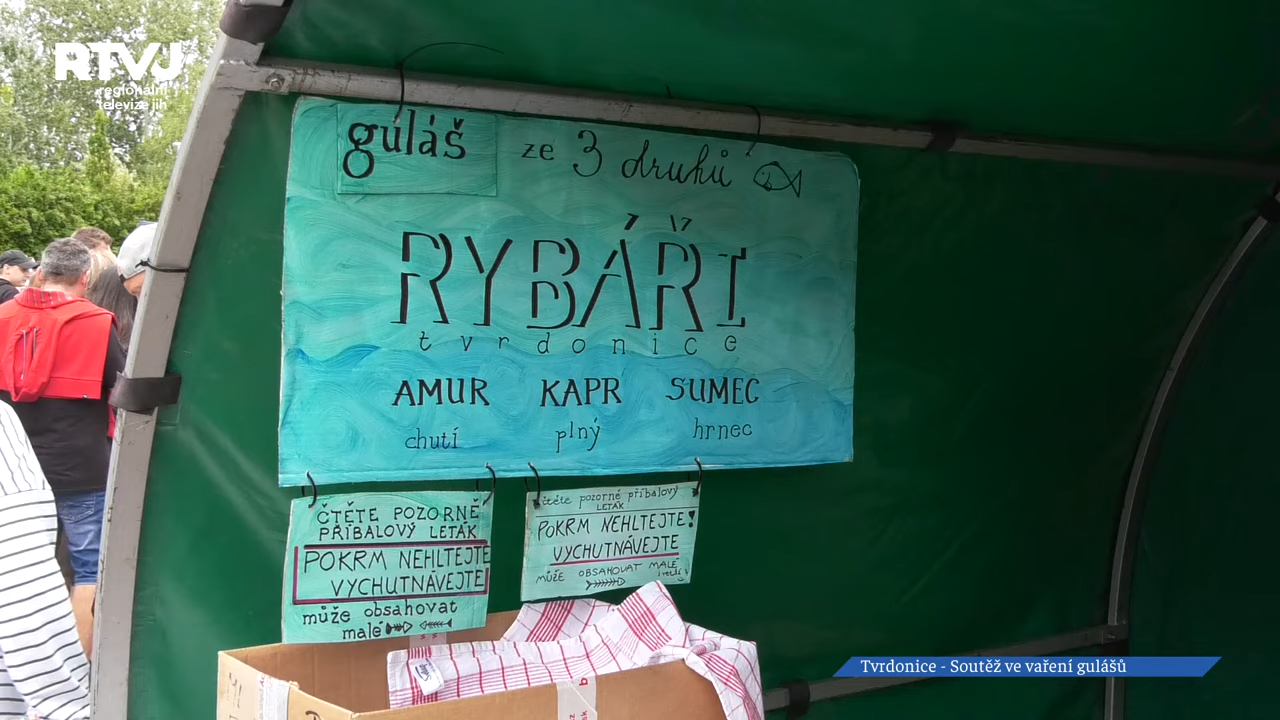 RTVJ
regionální
televize jih
guláš ze 3 druhů
RYBÁŘI
tvrdonice
AMUR KAPR SUMEC
chutí plný hrnec
ČTĚTE POZORNĚ
PŘÍBALOVÝ LETÁK
POKRM NEHLTEJTE
VYCHUTNÁVEJTE
může obsahovat
malé
čtěte pozorně příbalový
LETÁK
POKRM NEHLTEJTE!
VYCHUTNÁVEJTE
MŮŽE OBSAHOVAT MALÉ
Tvrdonice - Soutěž ve vaření gulášů